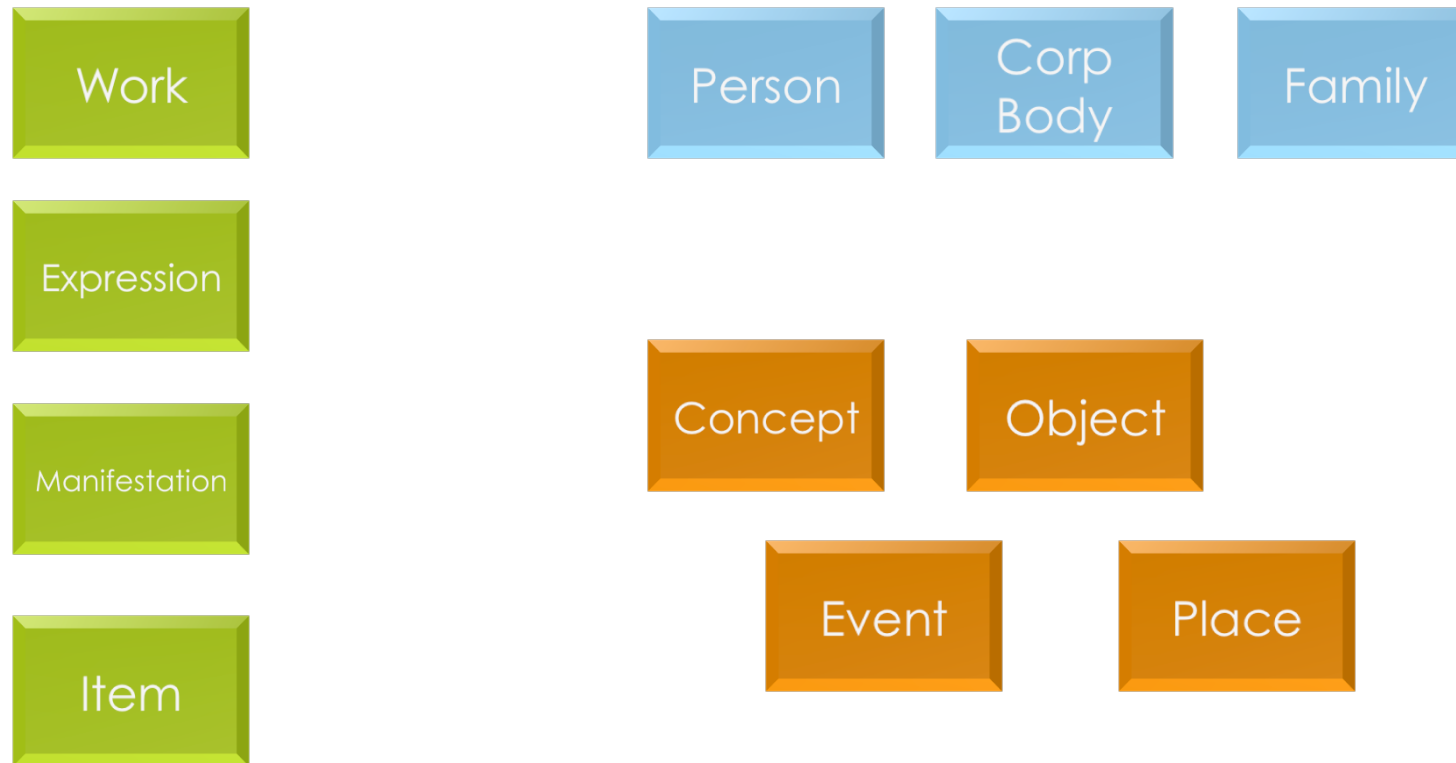 Work
Person
Corp
Body
Family
Expression
Concept
Object
Manifestation
Event
Place
Item